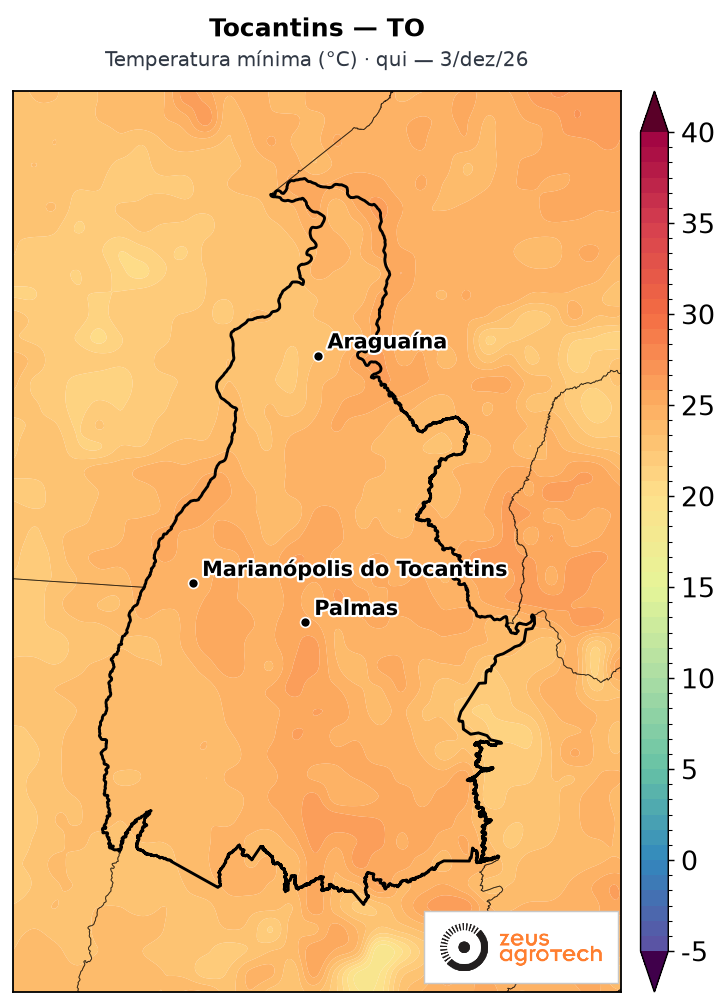 Tocantins — TO
Temperatura mínima (°C) · qui — 3/dez/26
40
35
30
25
20
15
10
5
0
-5
Araguaína
Marianópolis do Tocantins
Palmas
zeus
agrotech